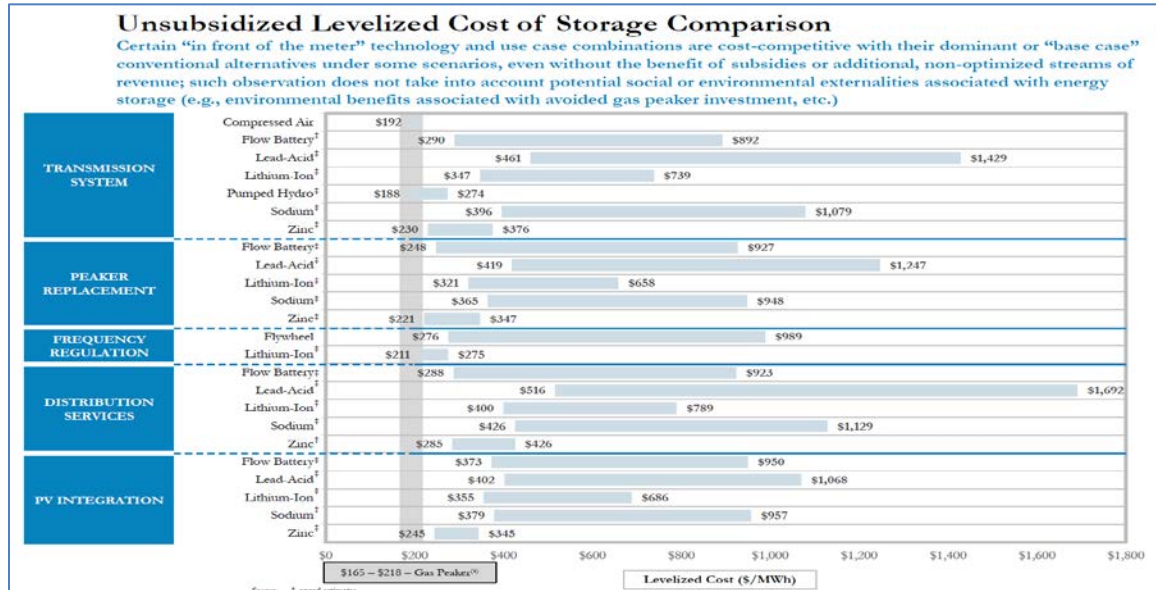 Unsubsidized Levelized Cost of Storage Comparison
Certain “in front of the meter” technology and use case combinations are cost-competitive with their dominant or “base case”
conventional alternatives under some scenarios, even without the benefit of subsidies or additional, non-optimized streams of
revenue; such observation does not take into account potential social or environmental externalities associated with energy
storage (e.g., environmental benefits associated with avoided gas peaker investment, etc.)
TRANSMISSION
SYSTEM
Compressed Air $192
Flow Battery‡ $290 $892
Lead-Acid‡ $461 $1,429
Lithium-Ion‡ $347 $739
Pumped Hydro‡ $188 $274
Sodium‡ $396 $1,079
Zinc‡ $230 $376
PEAKER
REPLACEMENT
Flow Battery‡ $248 $927
Lead-Acid‡ $419 $1,247
Lithium-Ion‡ $321 $658
Sodium‡ $365 $948
Zinc‡ $221 $347
FREQUENCY
REGULATION
Flywheel $276 $989
Lithium-Ion‡ $211 $275
DISTRIBUTION
SERVICES
Flow Battery‡ $288 $923
Lead-Acid‡ $516 $1,692
Lithium-Ion‡ $400 $789
Sodium‡ $426 $1,129
Zinc‡ $285 $426
PV INTEGRATION
Flow Battery‡ $373 $950
Lead-Acid‡ $402 $1,068
Lithium-Ion‡ $355 $686
Sodium‡ $379 $957
Zinc‡ $245 $345
$0 $200 $400 $600 $800 $1,000 $1,200 $1,400 $1,600 $1,800
$165 – $218 – Gas Peaker
Levelized Cost ($/MWh)